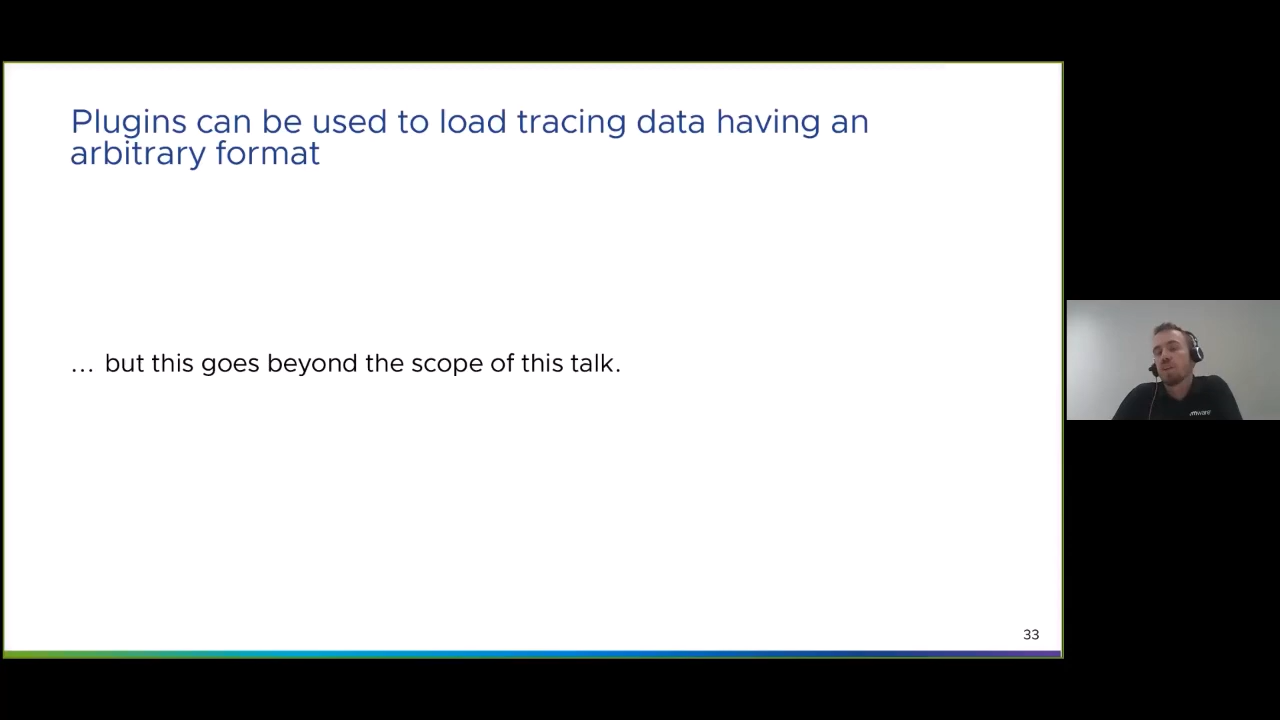 Plugins can be used to load tracing data having an
arbitrary format
... but this goes beyond the scope of this talk.
vmware
33